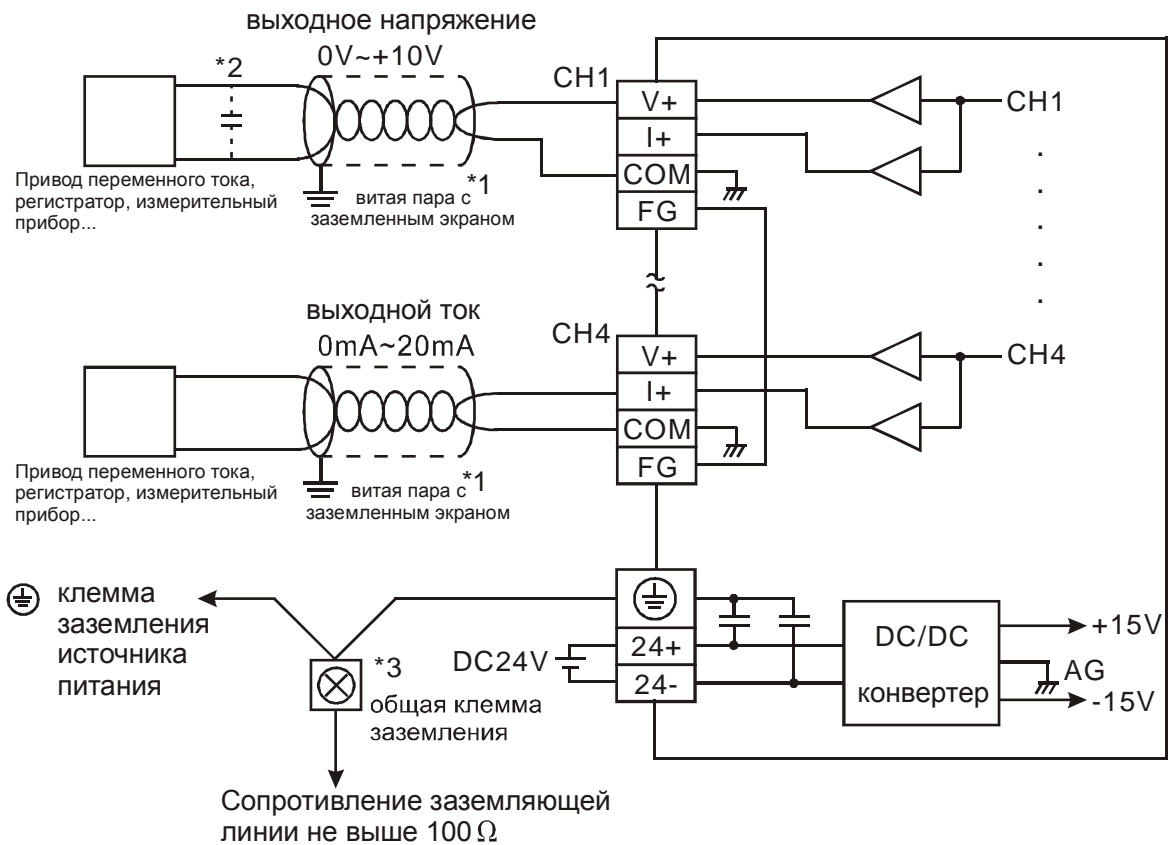 выходное напряжение
0V~+10V
*2
CH1
V+
I+
COM
FG
CH1
Привод переменного тока,
регистратор, измерительный
прибор...
*1
витая пара с
заземленным экраном
выходной ток
0mA~20mA
CH4
V+
I+
COM
FG
CH4
Привод переменного тока,
регистратор, измерительный
прибор...
*1
витая пара с
заземленным экраном
клемма
заземления
источника
питания
*3
общая клемма
заземления
DC24V
24+
24-
DC/DC
конвертер
+15V
AG
-15V
Сопротивление заземляющей
линии не выше 100 Ω